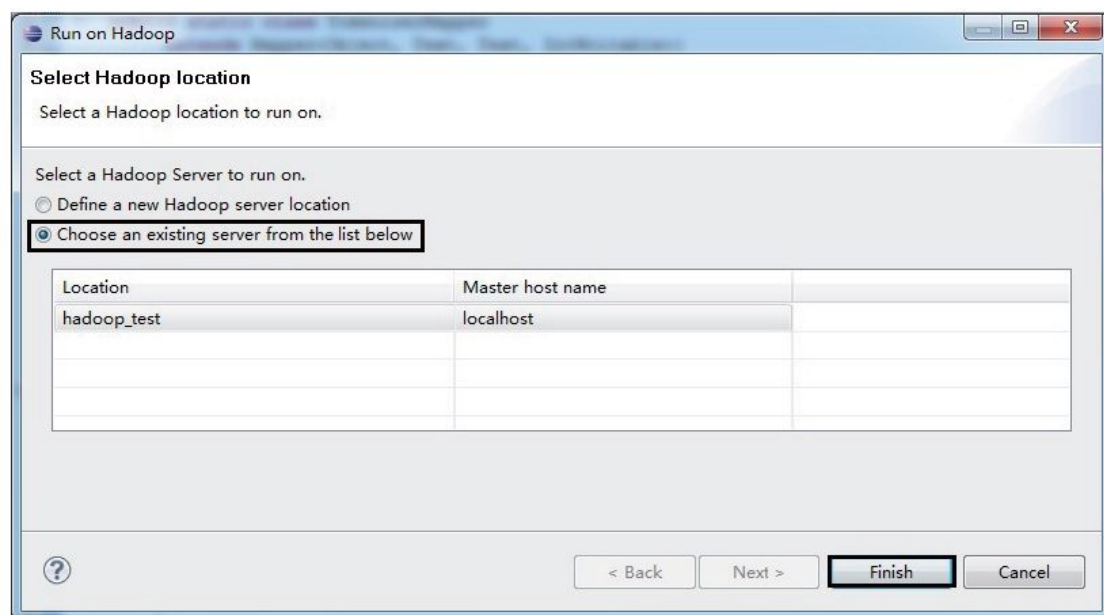 Run on Hadoop
Select Hadoop location
Select a Hadoop location to run on.
Select a Hadoop Server to run on.
Define a new Hadoop server location
Choose an existing server from the list below
Location Master host name
hadoop_test localhost
< Back Next > Finish Cancel